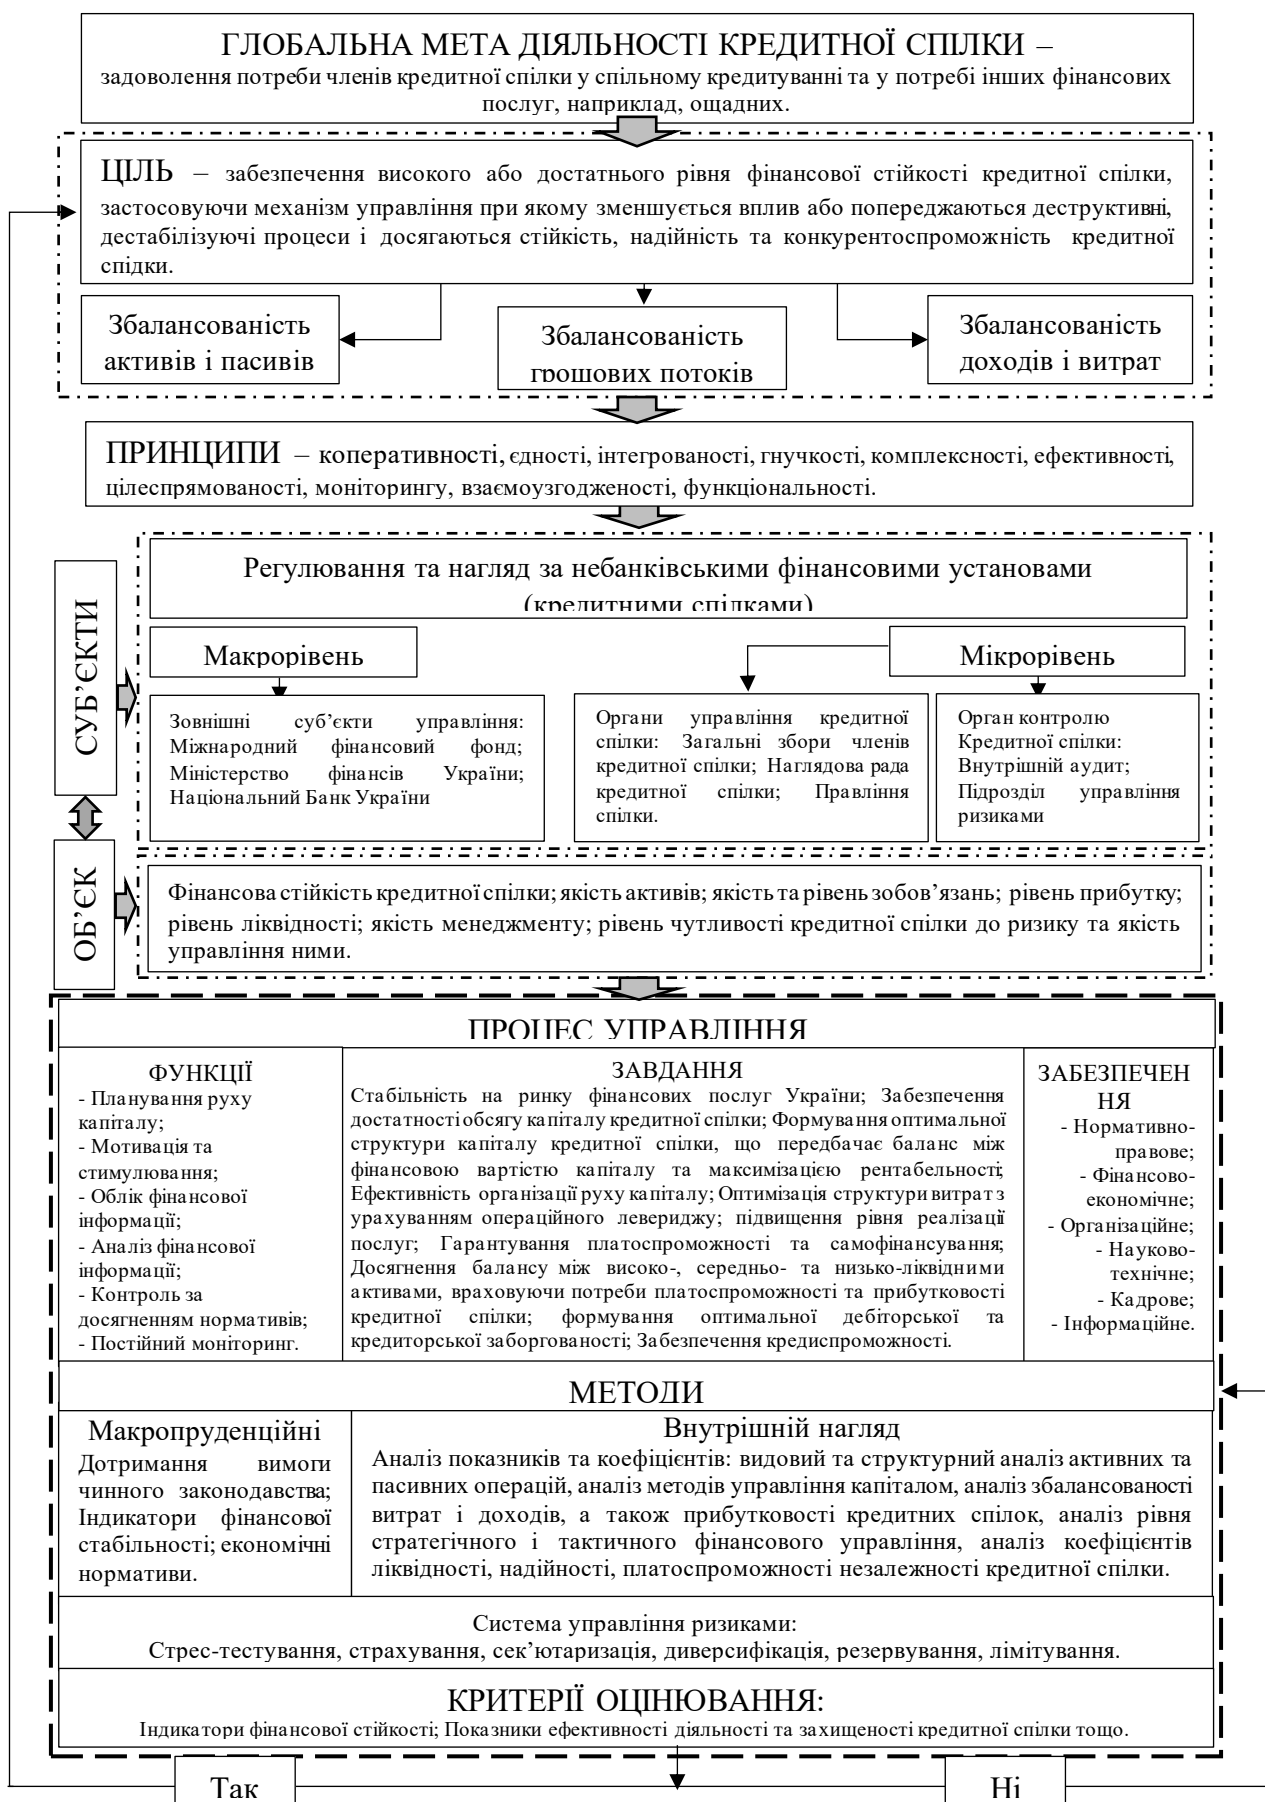 ГЛОБАЛЬНА МЕТА ДІЯЛЬНОСТІ КРЕДИТНОЇ СПІЛКИ –
задоволення потреби членів кредитної спілки у спільному кредитуванні та у потребі інших фінансових
послуг, наприклад, ощадних.
ЦІЛЬ – забезпечення високого або достатнього рівня фінансової стійкості кредитної спілки,
застосовуючи механізм управління при якому зменшується вплив або попереджаються деструктивні,
дестабілізуючі процеси і досягаються стійкість, надійність та конкурентоспроможність кредитної
спідки.
Збалансованість
активів і пасивів
Збалансованість
грошових потоків
Збалансованість
доходів і витрат
ПРИНЦИПИ – коперативності, єдності, інтегрованості, гнучкості, комплексності, ефективності,
цілеспрямованості, моніторингу, взаємоузгодженості, функціональності.
СУБ’ЄКТИ
Регулювання та нагляд за небанківськими фінансовими установами
(кредитними спілками)
Макрорівень
Мікрорівень
Зовнішні суб’єкти управління:
Міжнародний фінансовий фонд;
Міністерство фінансів України;
Національний Банк України
Органи управління кредитної
спілки: Загальні збори членів
кредитної спілки; Наглядова рада
кредитної спілки; Правління
спілки.
Орган контролю
Кредитної спілки:
Внутрішній аудит;
Підрозділ управління
ризиками
ОБ’ЄК
Фінансова стійкість кредитної спілки; якість активів; якість та рівень зобов’язань; рівень прибутку;
рівень ліквідності; якість менеджменту; рівень чутливості кредитної спілки до ризику та якість
управління ними.
ПРОЦЕС УПРАВЛІННЯ
ФУНКЦІЇ
- Планування руху
капіталу;
- Мотивація та
стимулювання;
- Облік фінансової
інформації;
- Аналіз фінансової
інформації;
- Контроль за
досягненням нормативів;
- Постійний моніторинг.
ЗАВДАННЯ
Стабільність на ринку фінансових послуг України; Забезпечення
достатності обсягу капіталу кредитної спілки; Формування оптимальної
структури капіталу кредитної спілки, що передбачає баланс між
фінансовою вартістю капіталу та максимізацією рентабельності;
Ефективність організації руху капіталу; Оптимізація структури витрат з
урахуванням операційного левериджу; підвищення рівня реалізації
послуг; Гарантування платоспроможності та самофінансування;
Досягнення балансу між високо-, середньо- та низько-ліквідними
активами, враховуючи потреби платоспроможності та прибутковості
кредитної спілки; формування оптимальної дебіторської та
кредиторської заборгованості; Забезпечення кредиспроможності.
ЗАБЕЗПЕЧЕН
НЯ
- Нормативно-
правове;
- Фінансово-
економічне;
- Організаційне;
- Науково-
технічне;
- Кадрове;
- Інформаційне.
МЕТОДИ
Макропруденційні
Дотримання вимоги
чинного законодавства;
Індикатори фінансової
стабільності; економічні
нормативи.
Внутрішній нагляд
Аналіз показників та коефіцієнтів: видовий та структурний аналіз активних та
пасивних операцій, аналіз методів управління капіталом, аналіз збалансованості
витрат і доходів, а також прибутковості кредитних спілок, аналіз рівня
стратегічного і тактичного фінансового управління, аналіз коефіцієнтів
ліквідності, надійності, платоспроможності незалежності кредитної спілки.
Система управління ризиками:
Стрес-тестування, страхування, сек’ютаризація, диверсифікація, резервування, лімітування.
КРИТЕРІЇ ОЦІНЮВАННЯ:
Індикатори фінансової стійкості; Показники ефективності діяльності та захищеності кредитної спілки тощо.
Так
Ні